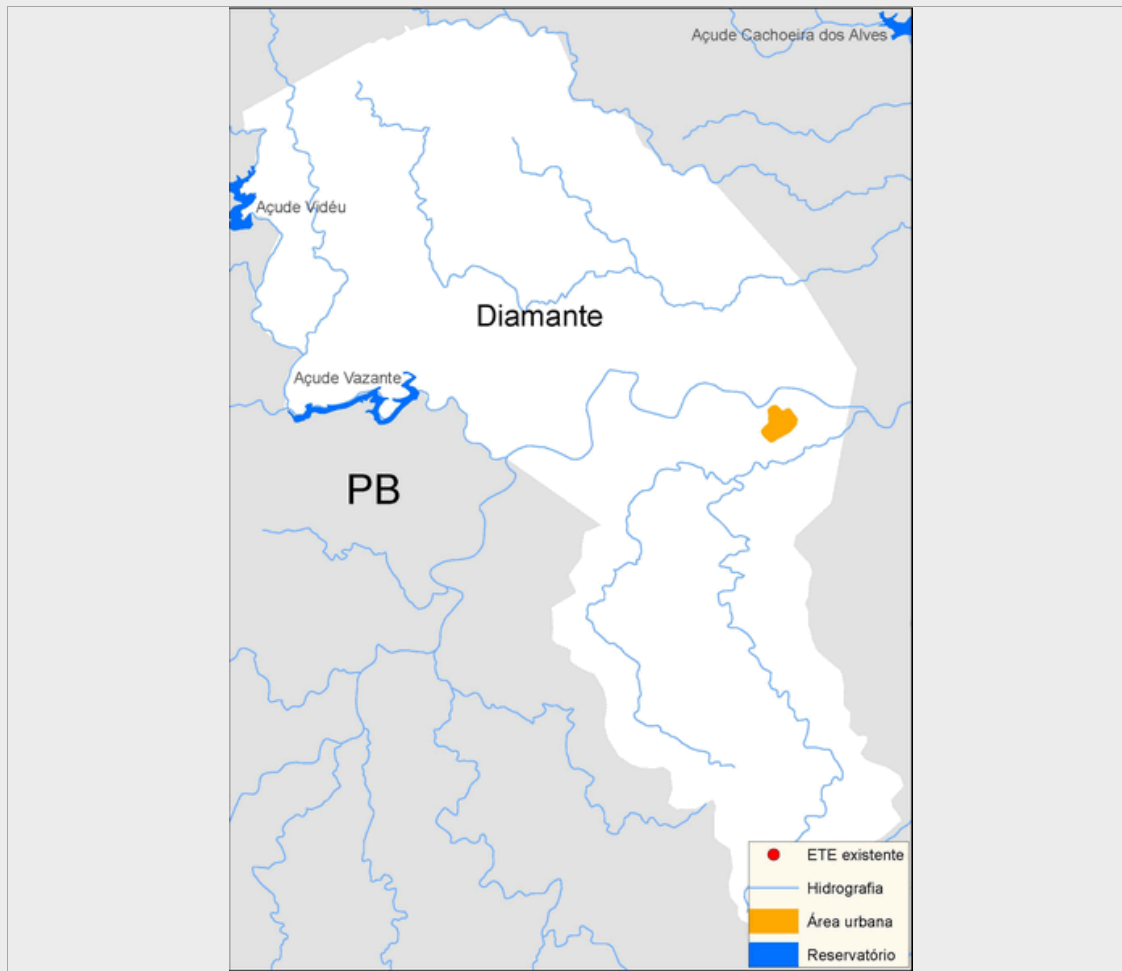 Açude Cachoeira dos Alves
Açude Vidéu
Diamante
Açude Vazante
PB
ETE existente
Hidrografia
Área urbana
Reservatório